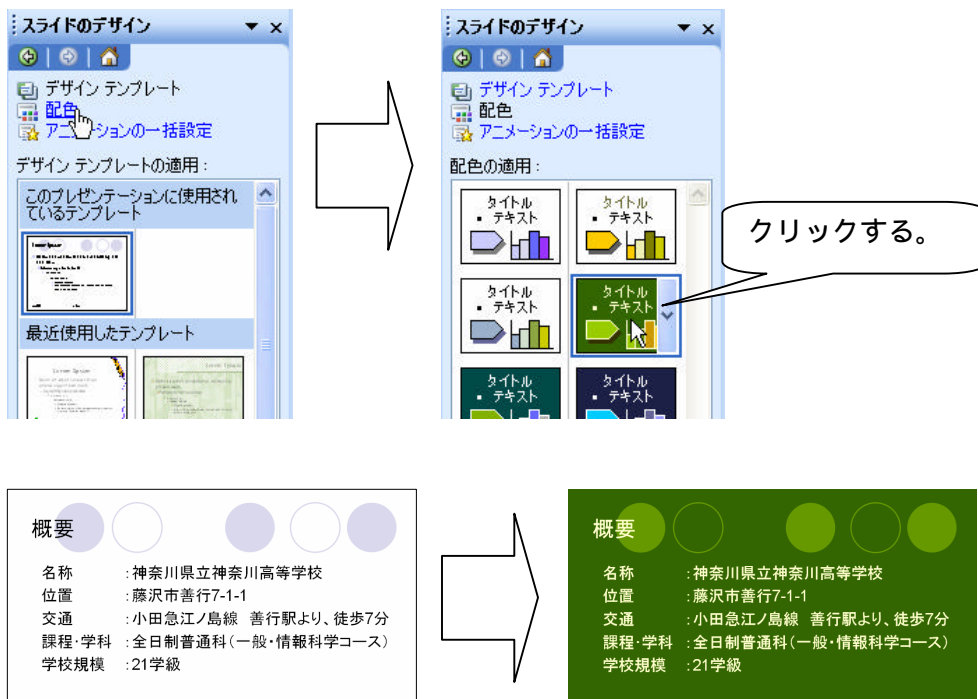 スライドのデザイン
デザイン テンプレート
配色
アニメーションの一括設定
デザイン テンプレートの適用：
このプレゼンテーションに使用され
ているテンプレート
最近使用したテンプレート
スライドのデザイン
デザイン テンプレート
配色
アニメーションの一括設定
配色の適用：
タイトル
▪ テキスト
タイトル
▪ テキスト
タイトル
▪ テキスト
タイトル
▪ テキスト
タイトル
▪ テキスト
タイトル
▪ テキスト
クリックする。
概要
名称　：神奈川県立神奈川高等学校
位置　：藤沢市善行7-1-1
交通　：小田急江ノ島線　善行駅より、徒歩7分
課程・学科　：全日制普通科（一般・情報科学コース）
学校規模　：21学級
概要
名称　：神奈川県立神奈川高等学校
位置　：藤沢市善行7-1-1
交通　：小田急江ノ島線　善行駅より、徒歩7分
課程・学科　：全日制普通科（一般・情報科学コース）
学校規模　：21学級